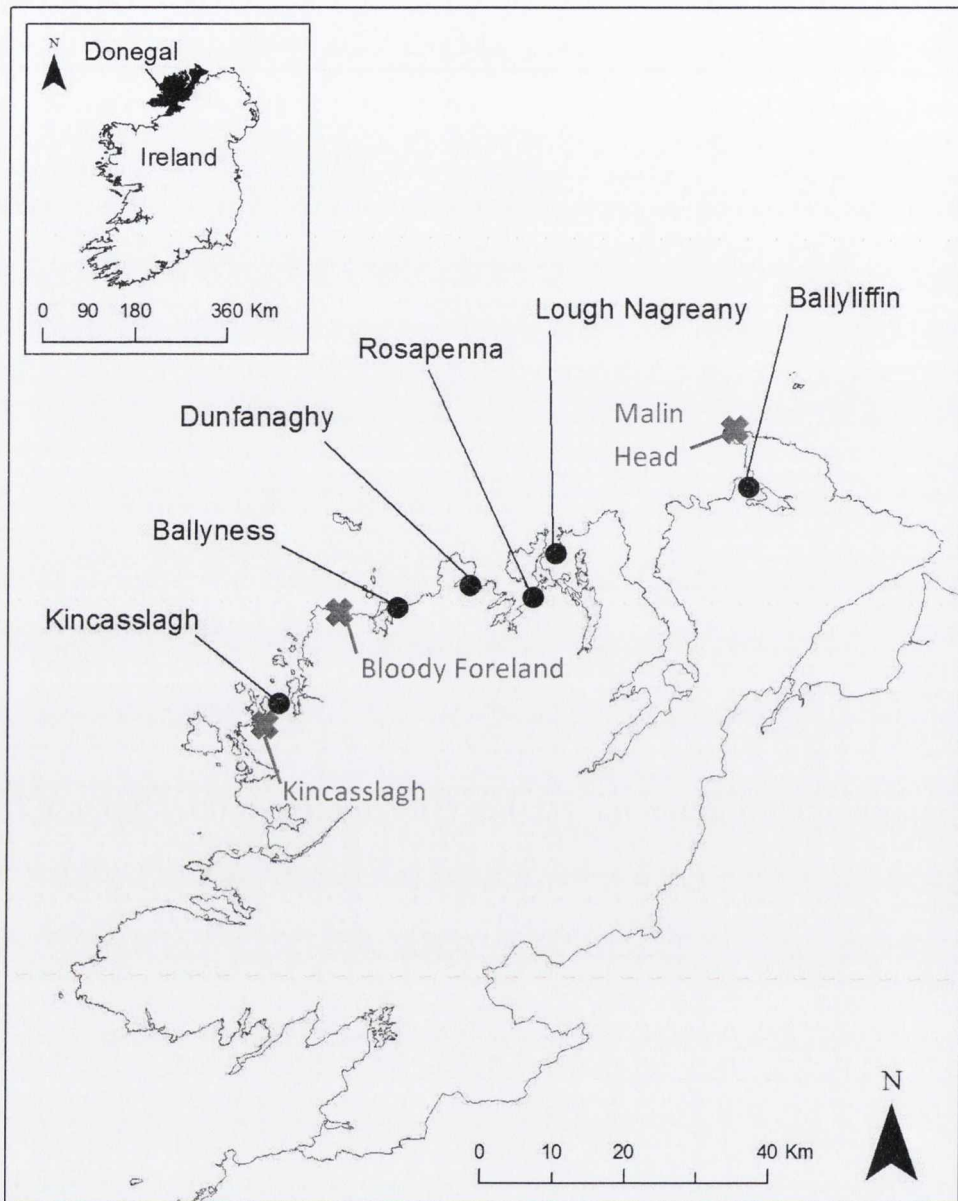 N
Donegal
Ireland
0 90 180 360 Km
Lough Nagreany
Ballyliffin
Rosapenna
Malin
Head
Dunfanaghy
Ballyness
Kincasslagh
Bloody Foreland
Kincasslagh
N
0 10 20 40 Km